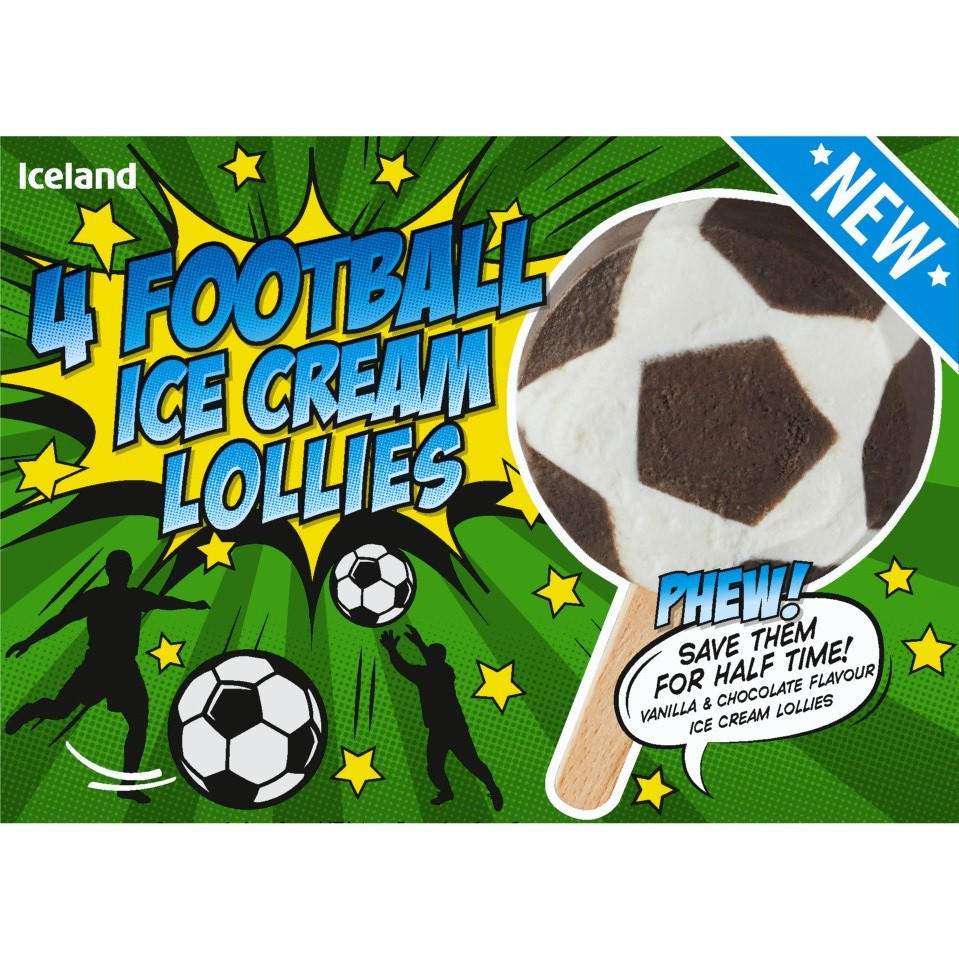 Iceland
NEW
4 FOOTBALL
ICE CREAM
LOLLIES
PHEW!
SAVE THEM
FOR HALF TIME!
VANILLA & CHOCOLATE FLAVOUR
ICE CREAM LOLLIES